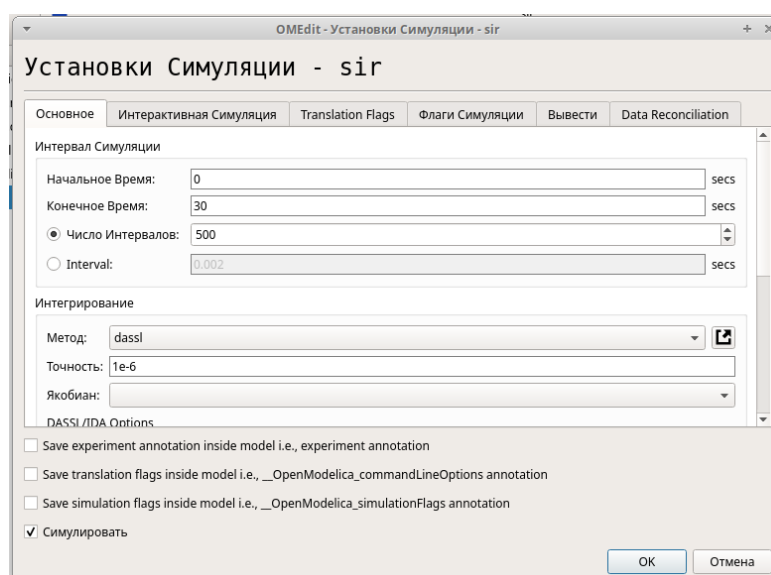 OMEdit - Установки Симуляции - sir
Установки Симуляции - sir
Основное Интерактивная Симуляция Translation Flags Флаги Симуляции Вывести Data Reconciliation
Интервал Симуляции
Начальное Время: 0 secs
Конечное Время: 30 secs
Число Интервалов: 500
Interval: 0.002 secs
Интегрирование
Метод: dassl
Точность: 1e-6
Якобиан:
DASSL/IDA Options
Save experiment annotation inside model i.e., experiment annotation
Save translation flags inside model i.e., __OpenModelica_commandLineOptions annotation
Save simulation flags inside model i.e., __OpenModelica_simulationFlags annotation
Симулировать
OK Отмена